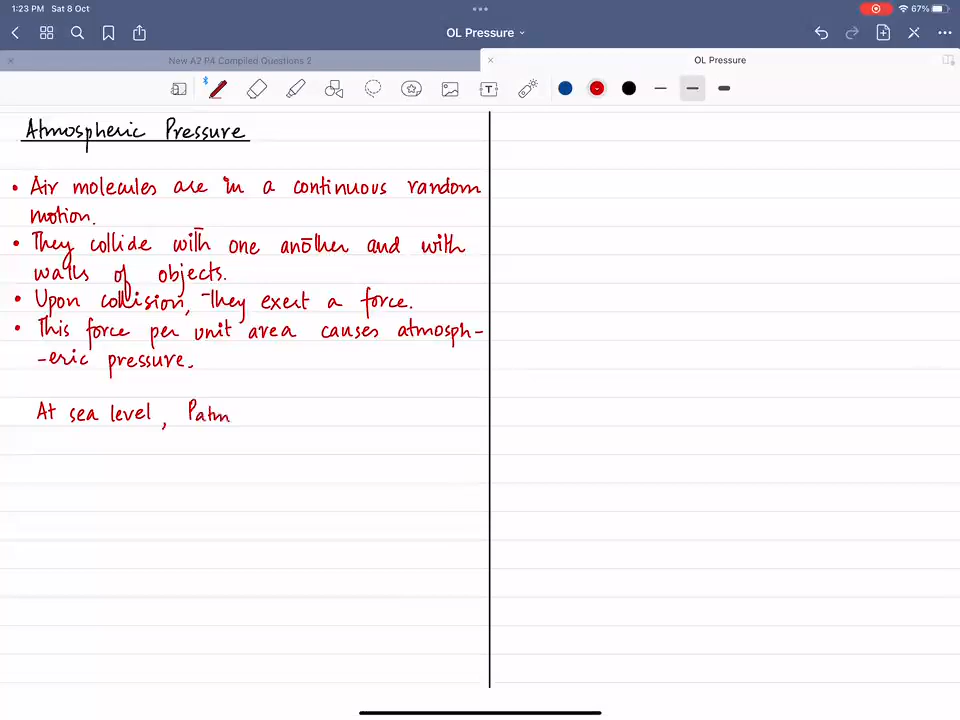 1:23 PM Sat 8 Oct
67%
OL Pressure
New A2 P4 Compiled Questions 2
OL Pressure
T
Atmospheric Pressure
• Air molecules are in a continuous random
motion.
• They collide with one another and with
walls of objects.
• Upon collision, They exert a force.
• This force per unit area causes atmosph-
-eric pressure.
At sea level, Patm